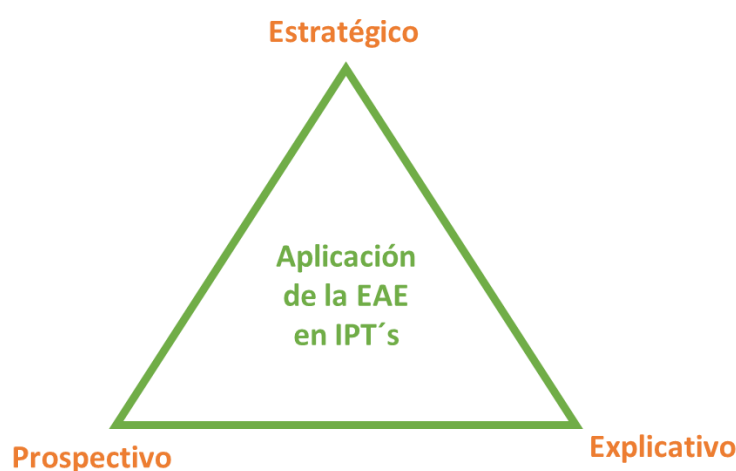 Estratégico
Aplicación
de la EAE
en IPT´s
Prospectivo
Explicativo